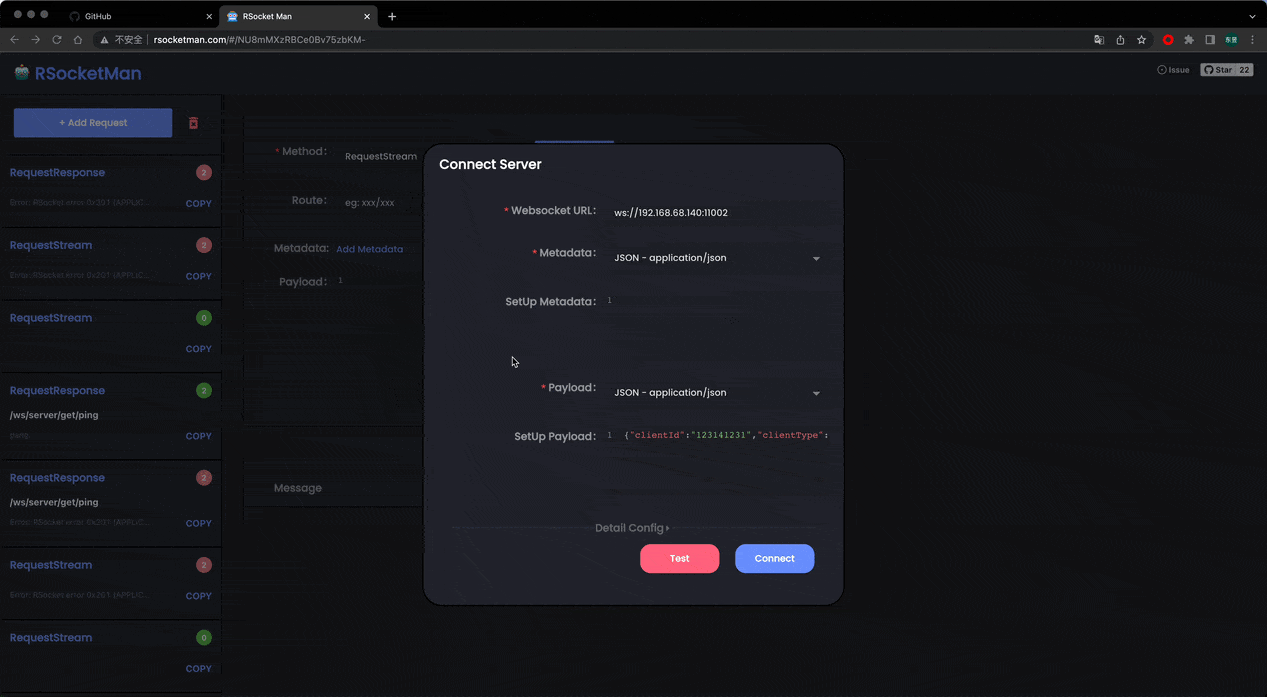 GitHub
RSocket Man
不安全
rsocketman.com/#/NU8mMXzRBCe0Bv75zbKM-
东昱
RSocketMan
Issue
Star 22
+ Add Request
RequestResponse 2
Error: RSocket error 0x201 (APPLIC...
COPY
RequestStream 2
Error: RSocket error 0x201 (APPLIC...
COPY
RequestStream 0
COPY
RequestResponse 2
/ws/server/get/ping
COPY
RequestResponse 2
/ws/server/get/ping
Error: RSocket error 0x201 (APPLIC...
COPY
RequestStream 2
Error: RSocket error 0x201 (APPLIC...
COPY
RequestStream 0
COPY
* Method: RequestStream
Route: eg: xxx/xxx
Metadata: Add Metadata
Payload: 1
Message
Connect Server
* Websocket URL: ws://192.168.68.140:11002
* Metadata: JSON - application/json
SetUp Metadata: 1
* Payload: JSON - application/json
SetUp Payload: 1 {"clientId":"123141231","clientType":
Detail Config
Test
Connect